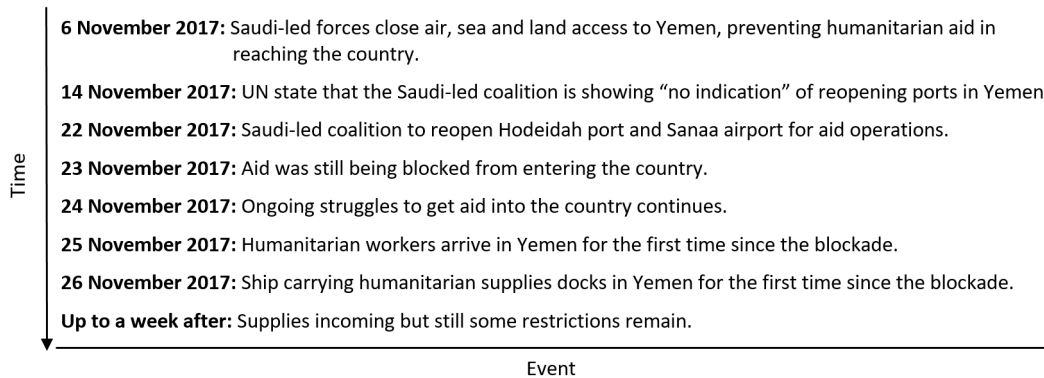 6 November 2017: Saudi-led forces close air, sea and land access to Yemen, preventing humanitarian aid in
reaching the country.
14 November 2017: UN state that the Saudi-led coalition is showing “no indication” of reopening ports in Yemen
22 November 2017: Saudi-led coalition to reopen Hodeidah port and Sanaa airport for aid operations.
23 November 2017: Aid was still being blocked from entering the country.
24 November 2017: Ongoing struggles to get aid into the country continues.
25 November 2017: Humanitarian workers arrive in Yemen for the first time since the blockade.
26 November 2017: Ship carrying humanitarian supplies docks in Yemen for the first time since the blockade.
Up to a week after: Supplies incoming but still some restrictions remain.
Time
Event